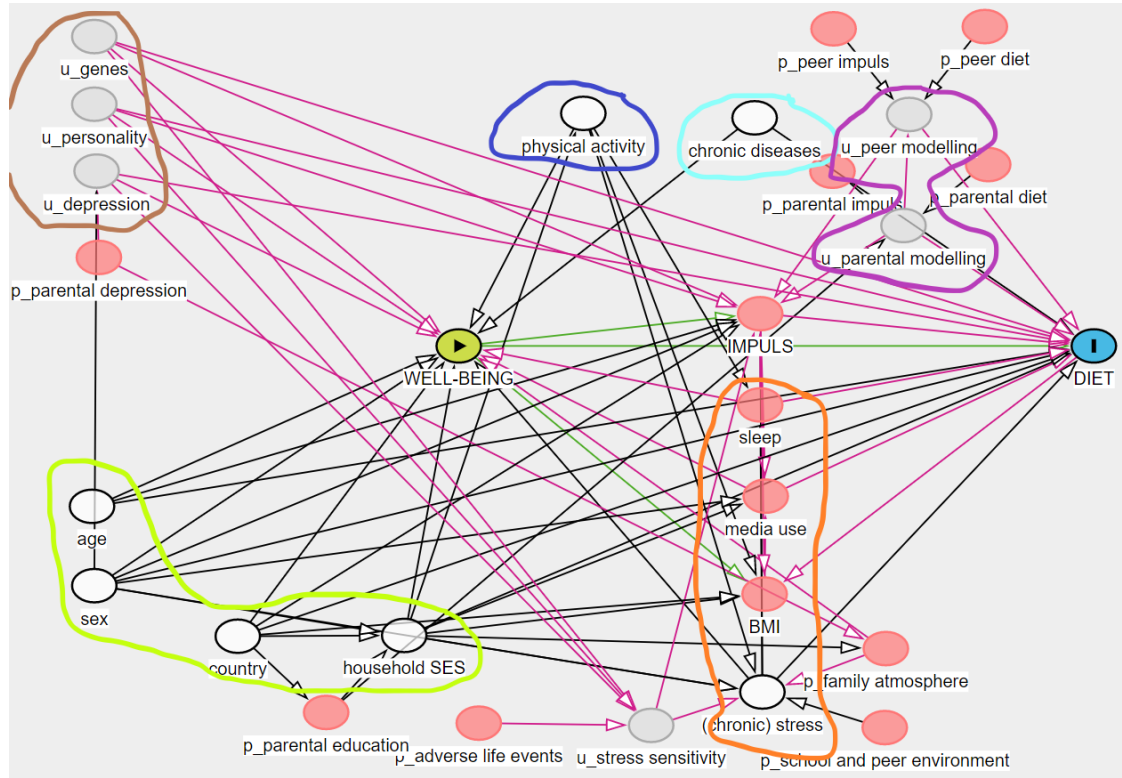 p_peer impuls
p_peer diet
u_genes
u_personality
physical activity
chronic diseases
u_peer modelling
u_depression
p_parental impuls
p_parental diet
u_parental modelling
p_parental depression
IMPULS
WELL-BEING
DIET
sleep
age
media use
sex
BMI
country
household SES
p_family atmosphere
(chronic) stress
p_parental education
p_adverse life events
u_stress sensitivity
p_school and peer environment